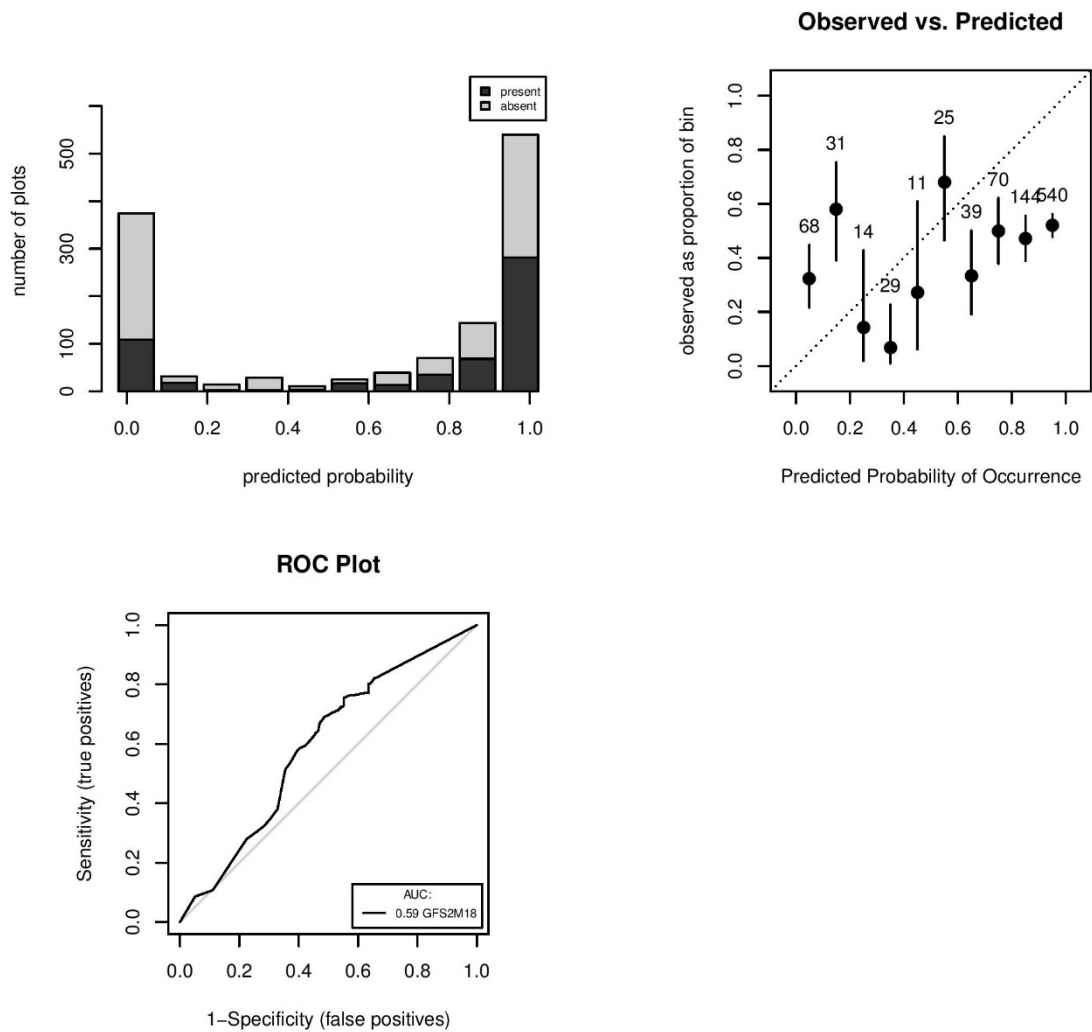 present
absent
number of plots
500
300
100
0
0.0 0.2 0.4 0.6 0.8 1.0
predicted probability
Observed vs. Predicted
observed as proportion of bin
1.0
0.8
0.6
0.4
0.2
0.0
68
31
14
29
11
25
39
70
144
540
0.0 0.2 0.4 0.6 0.8 1.0
Predicted Probability of Occurrence
ROC Plot
Sensitivity (true positives)
1.0
0.8
0.6
0.4
0.2
0.0
AUC:
0.59 GFS2M18
0.0 0.2 0.4 0.6 0.8 1.0
1−Specificity (false positives)